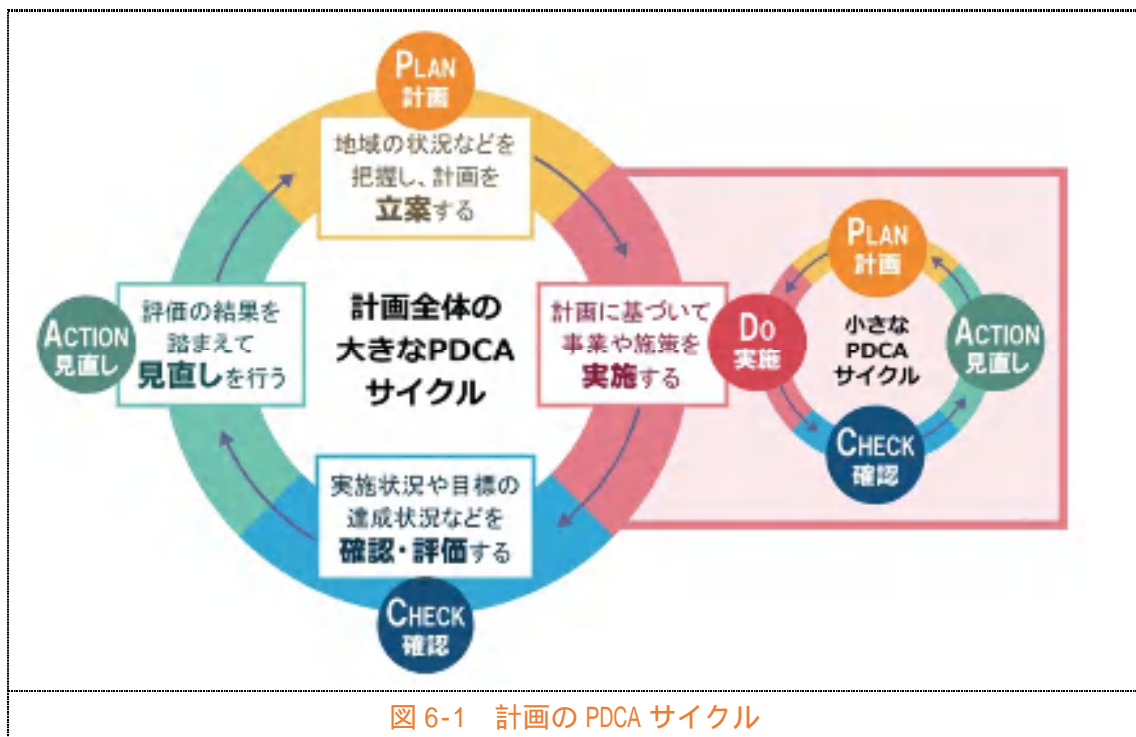 PLAN
計画
地域の状況などを
把握し、計画を
立案する
ACTION
見直し
評価の結果を
踏まえて
見直しを行う
計画全体の
大きなPDCA
サイクル
計画に基づいて
事業や施策を
実施する
実施状況や目標の
達成状況などを
確認・評価する
CHECK
確認
PLAN
計画
DO
実施
小さな
PDCA
サイクル
ACTION
見直し
CHECK
確認
図 6-1 計画の PDCA サイクル